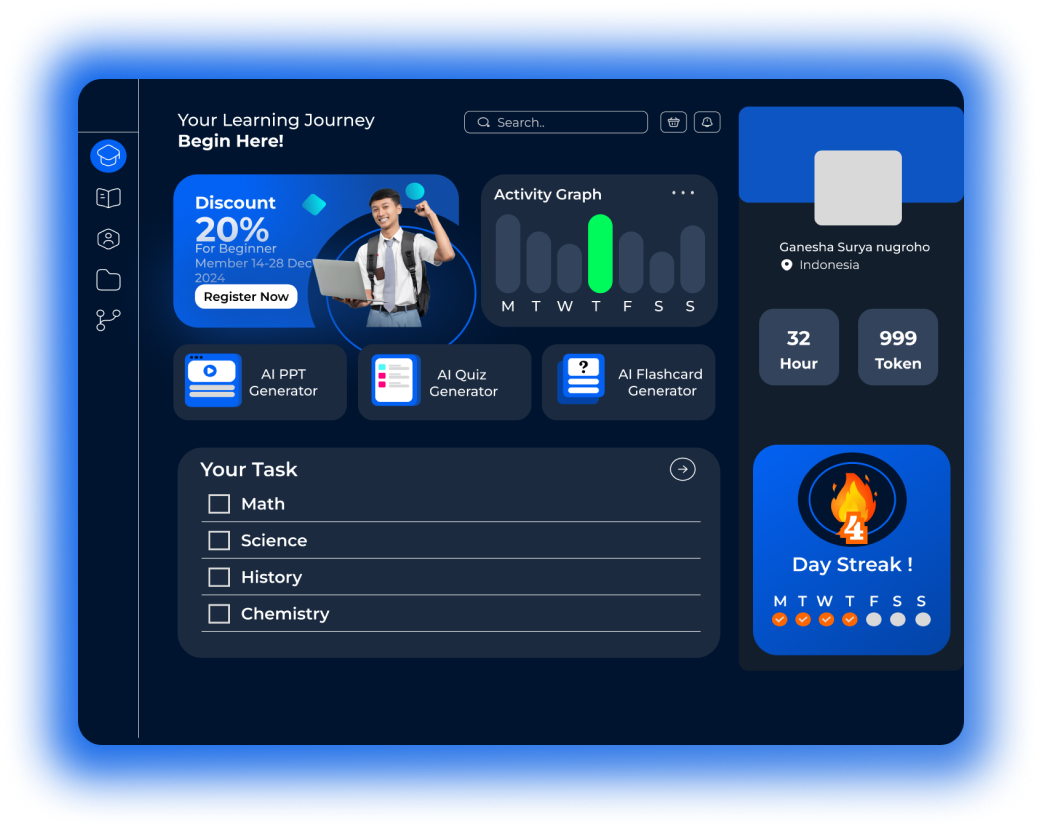 Your Learning Journey
Begin Here!
Search..
Discount
20%
For Beginner
Member 14-28 Dec
2024
Register Now
Activity Graph
M T W T F S S
AI PPT
Generator
AI Quiz
Generator
?
AI Flashcard
Generator
Your Task
Math
Science
History
Chemistry
Ganesha Surya nugroho
Indonesia
32
Hour
999
Token
4
Day Streak !
M T W T F S S